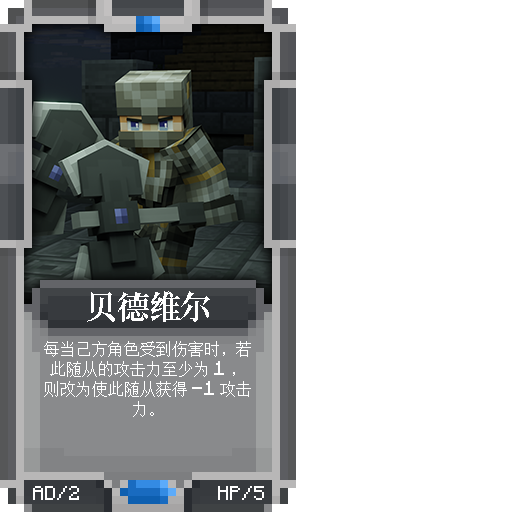 贝德维尔
每当己方角色受到伤害时，若
此随从的攻击力至少为 1 ，
则改为使此随从获得 -1 攻击
力。
AD/2 HP/5